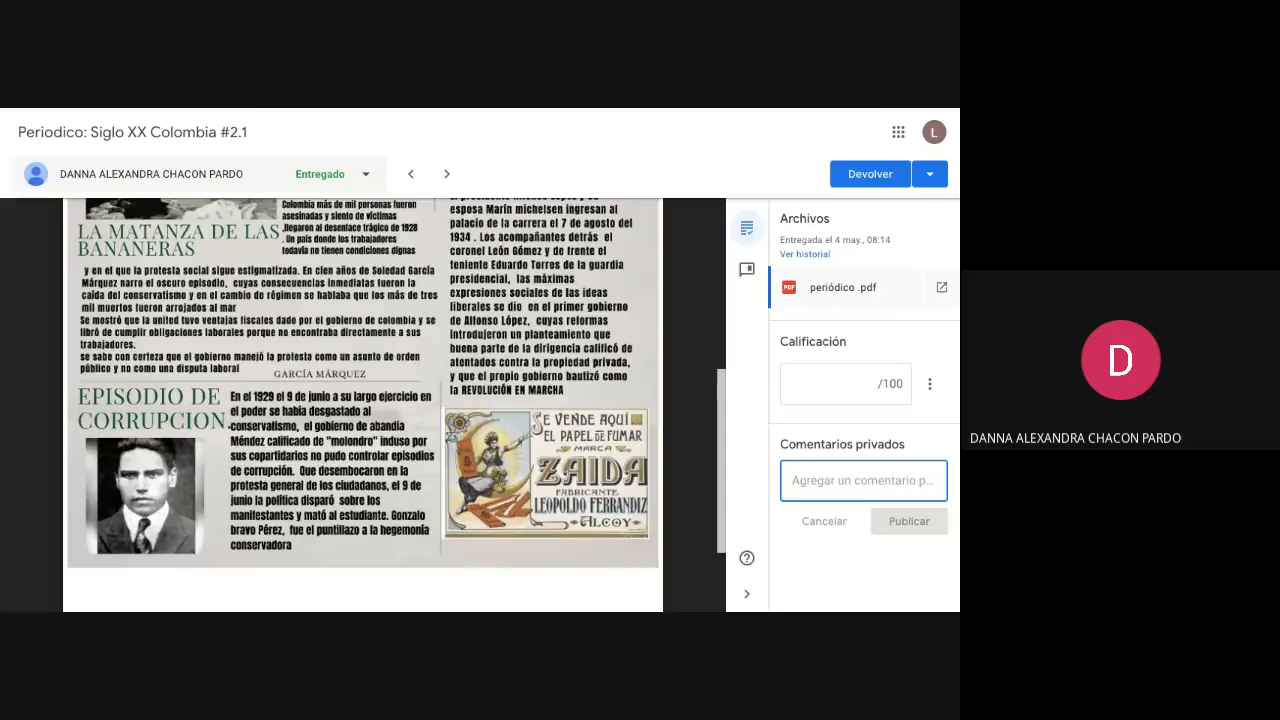 Periodico: Siglo XX Colombia #2.1
L
DANNA ALEXANDRA CHACON PARDO
Entregado
Devolver
Colombia más de mil personas fueron
asesinadas y siento de víctimas
,llegaron al desenlace trágico de 1928
. Un país donde los trabajadores
todavía no tienen condiciones dignas
LA MATANZA DE LAS
BANANERAS
y en el que la protesta social sigue estigmatizada. En cien años de Soledad García
Márquez narro el oscuro episodio, cuyas consecuencias inmediatas fueron la
caída del conservatismo y en el cambio de régimen se hablaba que los más de tres
mil muertos fueron arrojados al mar
Se mostró que la united tuvo ventajas fiscales dado por el gobierno de colombia y se
libró de cumplir obligaciones laborales porque no encontraba directamente a sus
trabajadores.
se sabe con certeza que el gobierno manejó la protesta como un asunto de orden
público y no como una disputa laboral
GARCÍA MÁRQUEZ
EPISODIO DE
CORRUPCION
En el 1929 el 9 de junio a su largo ejercicio en
el poder se había desgastado al
conservatismo, el gobierno de abandia
Méndez calificado de "molondro" induso por
sus copartidarios no pudo controlar episodios
de corrupción. Que desembocaron en la
protesta general de los ciudadanos, el 9 de
junio la política disparó sobre los
manifestantes y mató al estudiante. Gonzalo
bravo Pérez, fue el puntillazo a la hegemonía
conservadora
esposa Marín micheisen ingresan al
palacio de la carrera el 7 de agosto del
1934 . Los acompañantes detrás el
coronel León Gómez y de frente el
teniente Eduardo Torres de la guardia
presidencial, las máximas
expresiones sociales de las ideas
liberales se dio en el primer gobierno
de Alfonso López, cuyas reformas
introdujeron un planteamiento que
buena parte de la dirigencia calificó de
atentados contra la propiedad privada,
y que el propio gobierno bautizó como
la REVOLUCIÓN EN MARCHA
SE VENDE AQUÍ
EL PAPEL DE FUMAR
MARCA
ZAIDA
FABRICANTE
LEOPOLDO FERRANDIZ
ALCOY
Archivos
Entregada el 4 may., 08:14
Ver historial
PDF
periódico .pdf
Calificación
/100
Comentarios privados
Agregar un comentario p...
Cancelar
Publicar
D
DANNA ALEXANDRA CHACON PARDO